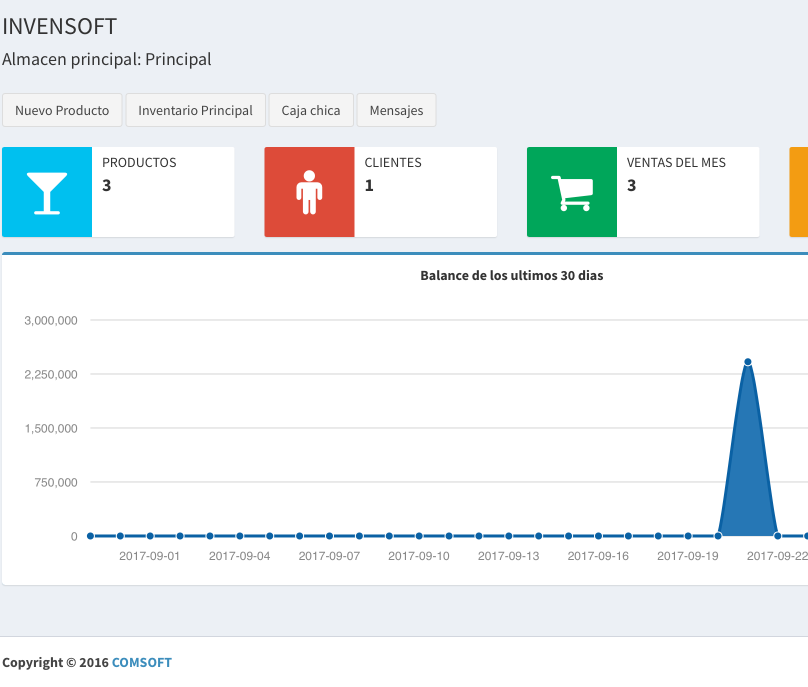 INVENSOFT
Almacen principal: Principal
Nuevo Producto Inventario Principal Caja chica Mensajes
PRODUCTOS CLIENTES VENTAS DEL MES
3 1 3
Balance de los ultimos 30 dias
3,000,000
2,250,000
1,500,000
750,000
0
2017-09-01 2017-09-04 2017-09-07 2017-09-10 2017-09-13 2017-09-16 2017-09-19 2017-09-22
Copyright © 2016 COMSOFT